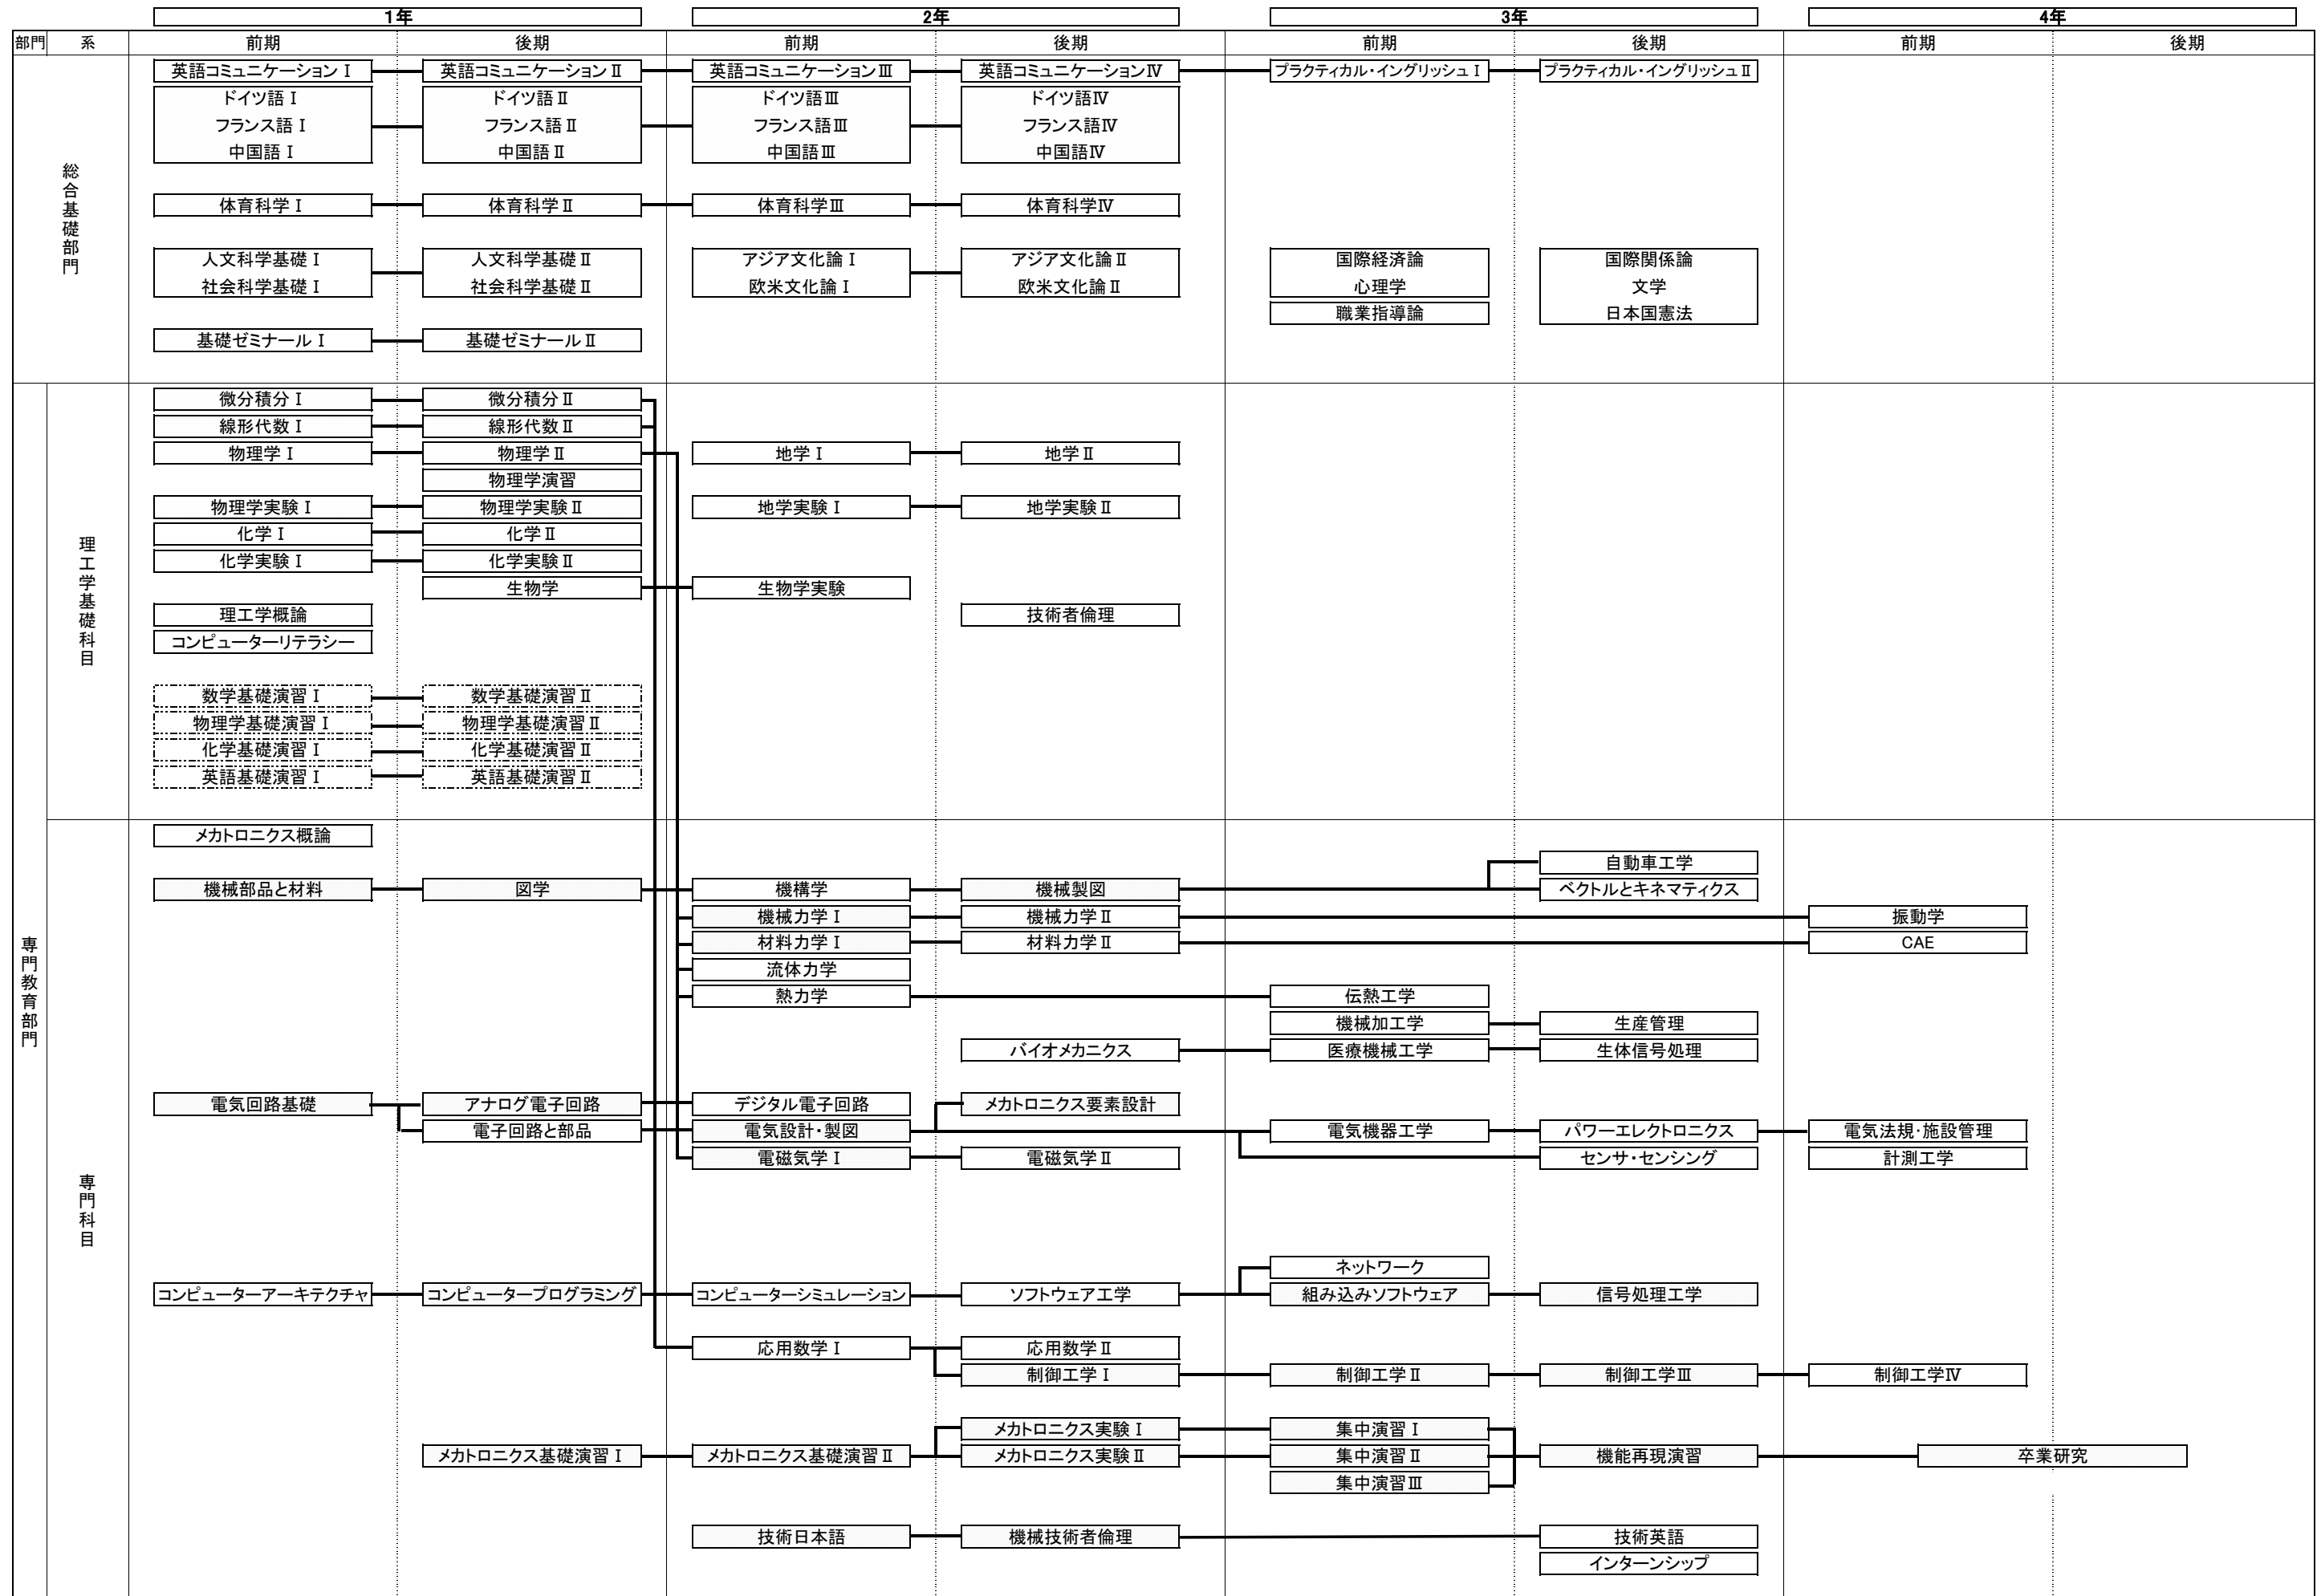 1年 2年 3年 4年
部門 系 前期 後期 前期 後期 前期 後期 前期 後期
総合基礎部門
英語コミュニケーションⅠ 英語コミュニケーションⅡ 英語コミュニケーションⅢ 英語コミュニケーションⅣ プラクティカル・イングリッシュⅠ プラクティカル・イングリッシュⅡ
ドイツ語Ⅰ ドイツ語Ⅱ ドイツ語Ⅲ ドイツ語Ⅳ
フランス語Ⅰ フランス語Ⅱ フランス語Ⅲ フランス語Ⅳ
中国語Ⅰ 中国語Ⅱ 中国語Ⅲ 中国語Ⅳ
体育科学Ⅰ 体育科学Ⅱ 体育科学Ⅲ 体育科学Ⅳ
人文科学基礎Ⅰ 人文科学基礎Ⅱ アジア文化論Ⅰ アジア文化論Ⅱ 国際経済論 国際関係論
社会科学基礎Ⅰ 社会科学基礎Ⅱ 欧米文化論Ⅰ 欧米文化論Ⅱ 心理学 文学
職業指導論 日本国憲法
基礎ゼミナールⅠ 基礎ゼミナールⅡ
専門教育部門
理工学基礎科目
微分積分Ⅰ 微分積分Ⅱ
線形代数Ⅰ 線形代数Ⅱ
物理学Ⅰ 物理学Ⅱ 地学Ⅰ 地学Ⅱ
物理学演習
物理学実験Ⅰ 物理学実験Ⅱ 地学実験Ⅰ 地学実験Ⅱ
化学Ⅰ 化学Ⅱ
化学実験Ⅰ 化学実験Ⅱ
生物学 生物学実験
理工学概論 技術者倫理
コンピューターリテラシー
数学基礎演習Ⅰ 数学基礎演習Ⅱ
物理学基礎演習Ⅰ 物理学基礎演習Ⅱ
化学基礎演習Ⅰ 化学基礎演習Ⅱ
英語基礎演習Ⅰ 英語基礎演習Ⅱ
専門科目
メカトロニクス概論
自動車工学
機械部品と材料 図学 機構学 機械製図 ベクトルとキネマティクス
機械力学Ⅰ 機械力学Ⅱ 振動学
材料力学Ⅰ 材料力学Ⅱ CAE
流体力学
熱力学 伝熱工学
機械加工学 生産管理
バイオメカニクス 医療機械工学 生体信号処理
電気回路基礎 アナログ電子回路 デジタル電子回路 メカトロニクス要素設計
電子回路と部品 電気設計・製図 電気機器工学 パワーエレクトロニクス 電気法規・施設管理
電磁気学Ⅰ 電磁気学Ⅱ センサ・センシング 計測工学
ネットワーク
コンピューターアーキテクチャ コンピュータープログラミング コンピューターシミュレーション ソフトウェア工学 組み込みソフトウェア 信号処理工学
応用数学Ⅰ 応用数学Ⅱ
制御工学Ⅰ 制御工学Ⅱ 制御工学Ⅲ 制御工学Ⅳ
メカトロニクス実験Ⅰ 集中演習Ⅰ
メカトロニクス基礎演習Ⅰ メカトロニクス基礎演習Ⅱ メカトロニクス実験Ⅱ 集中演習Ⅱ 機能再現演習 卒業研究
集中演習Ⅲ
技術日本語 機械技術者倫理 技術英語
インターンシップ